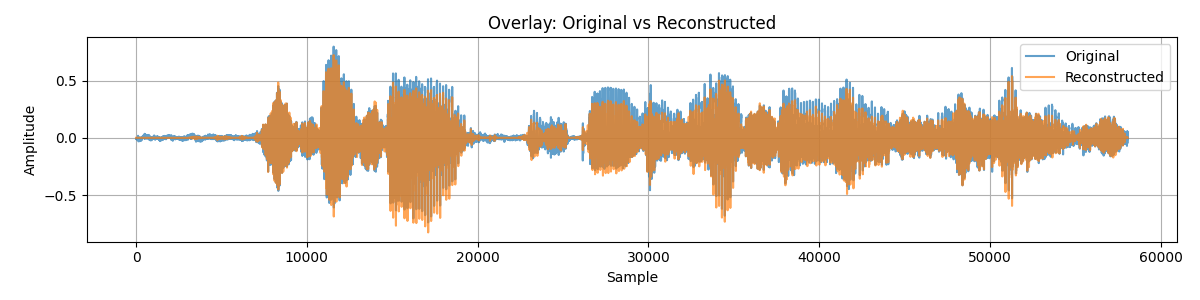 Overlay: Original vs Reconstructed
Original
Reconstructed
Amplitude
0.5
0.0
−0.5
0
10000
20000
30000
40000
50000
60000
Sample